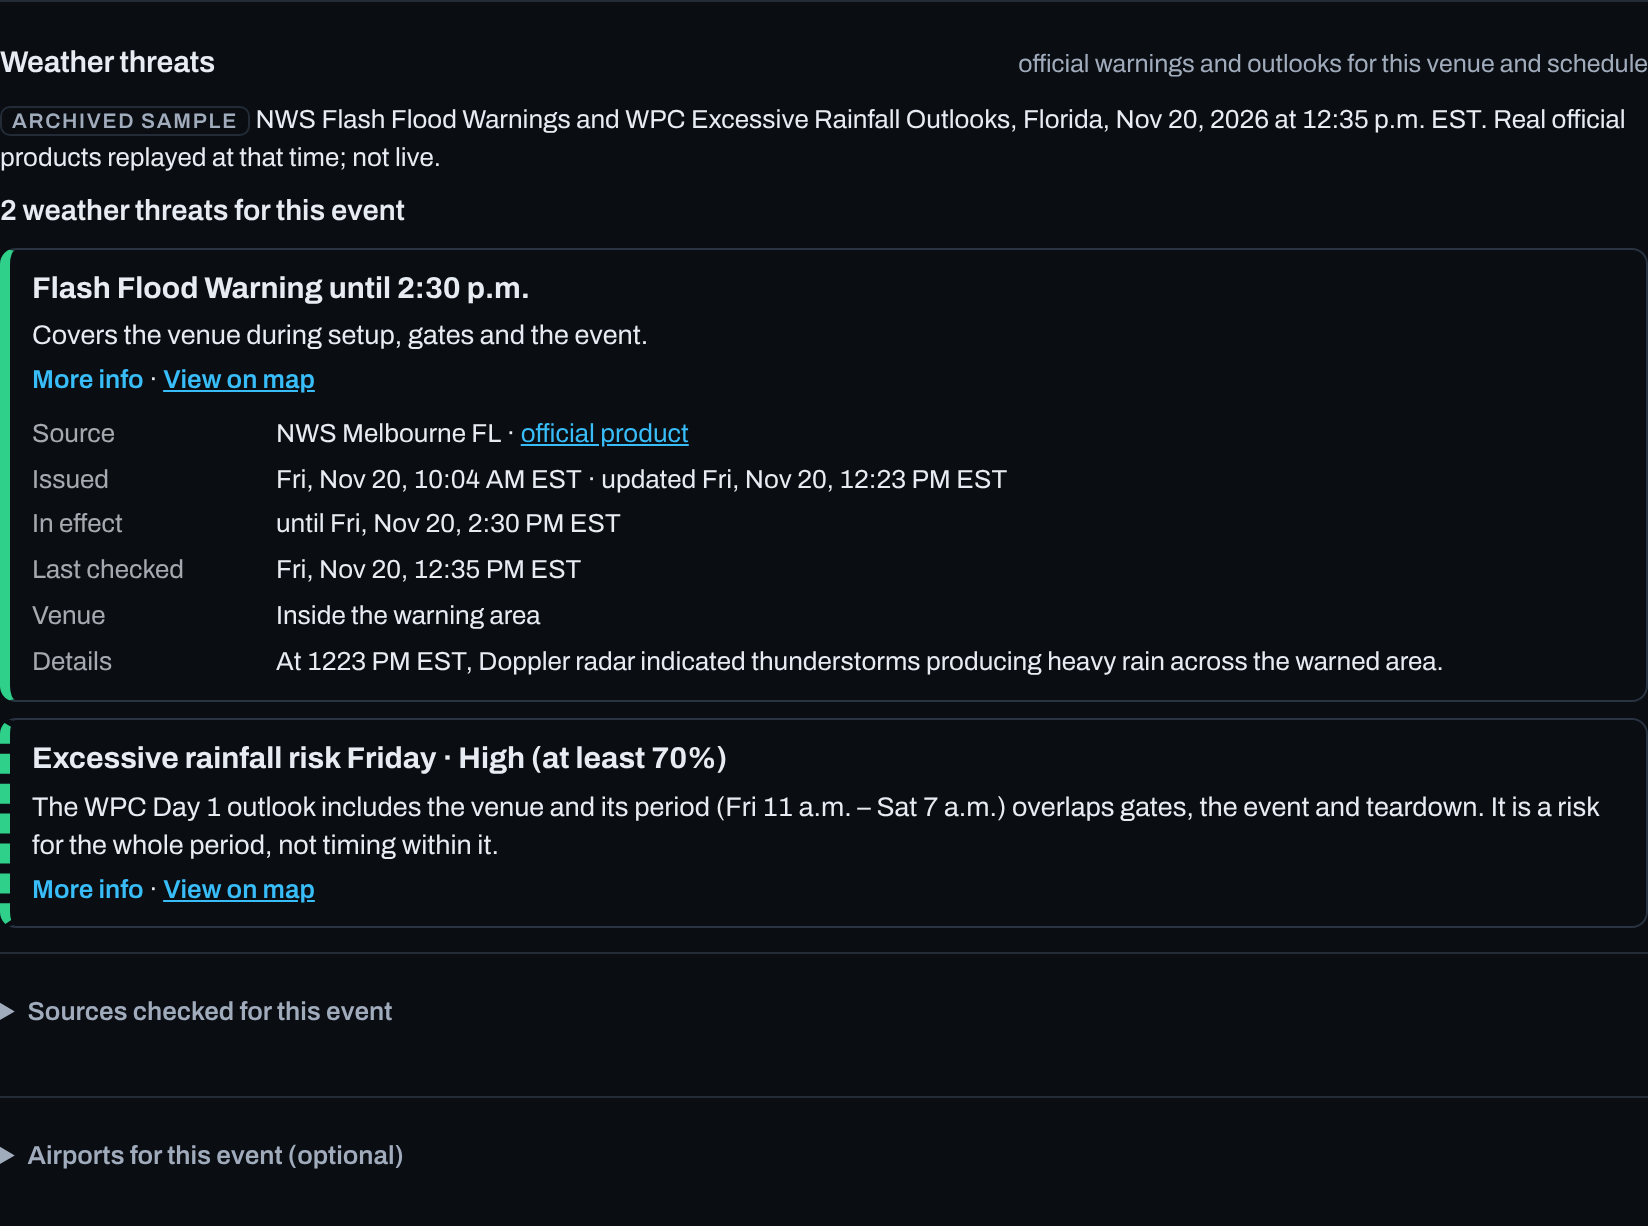 Weather threats
official warnings and outlooks for this venue and schedule
ARCHIVED SAMPLE NWS Flash Flood Warnings and WPC Excessive Rainfall Outlooks, Florida, Nov 20, 2026 at 12:35 p.m. EST. Real official
products replayed at that time; not live.
2 weather threats for this event
Flash Flood Warning until 2:30 p.m.
Covers the venue during setup, gates and the event.
More info · View on map
Source NWS Melbourne FL · official product
Issued Fri, Nov 20, 10:04 AM EST · updated Fri, Nov 20, 12:23 PM EST
In effect until Fri, Nov 20, 2:30 PM EST
Last checked Fri, Nov 20, 12:35 PM EST
Venue Inside the warning area
Details At 1223 PM EST, Doppler radar indicated thunderstorms producing heavy rain across the warned area.
Excessive rainfall risk Friday · High (at least 70%)
The WPC Day 1 outlook includes the venue and its period (Fri 11 a.m. – Sat 7 a.m.) overlaps gates, the event and teardown. It is a risk
for the whole period, not timing within it.
More info · View on map
Sources checked for this event
Airports for this event (optional)